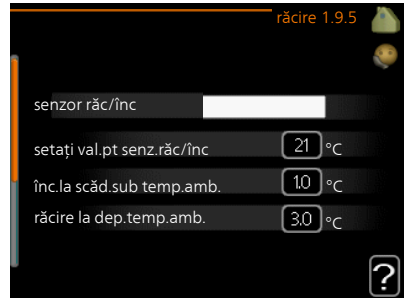 răcire 1.9.5
senzor răc/înc
setați val.pt senz.răc/înc 21 °C
înc.la scăd.sub temp.amb. 1.0 °C
răcire la dep.temp.amb. 3.0 °C
?